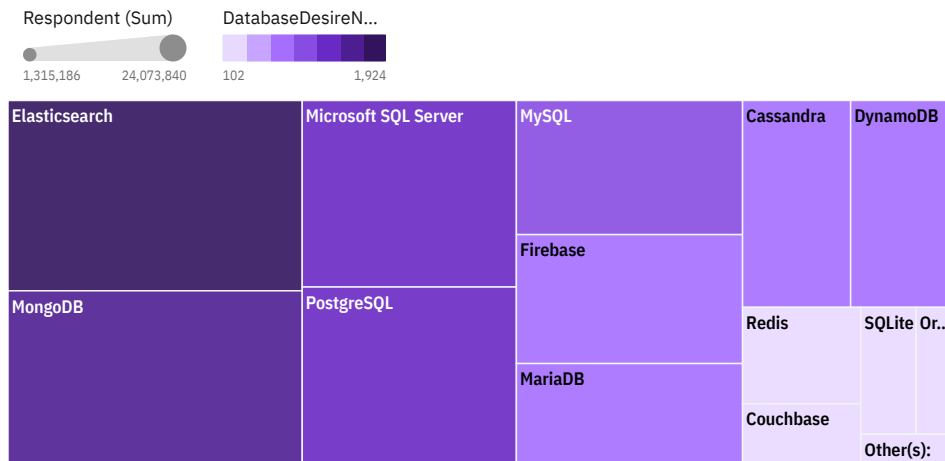 Respondent (Sum)
DatabaseDesireN...
1,315,186
24,073,840
102
1,924
Elasticsearch
Microsoft SQL Server
MySQL
Cassandra
DynamoDB
Firebase
MongoDB
PostgreSQL
Redis
SQLite
Or..
MariaDB
Couchbase
Other(s):